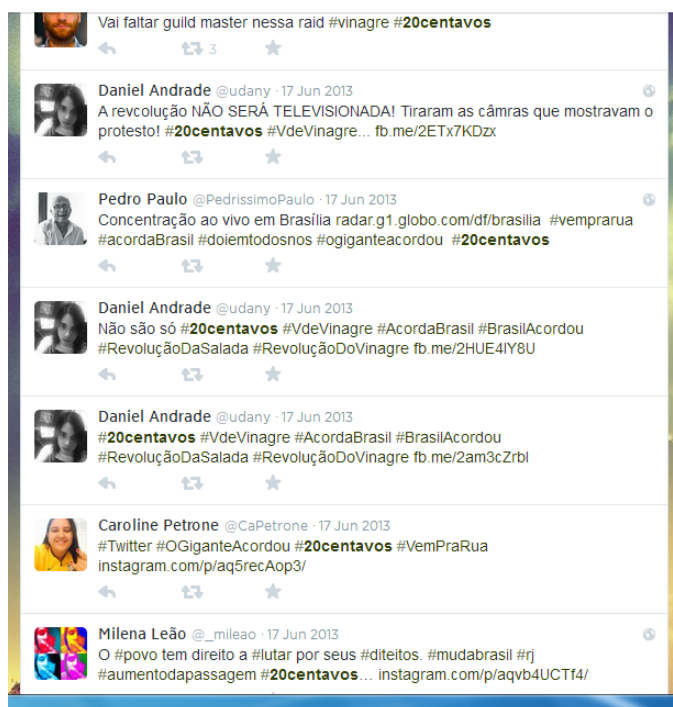 Vai faltar guild master nessa raid #vinagre #20centavos
3
Daniel Andrade @udany · 17 Jun 2013
A revcolução NÃO SERÁ TELEVISIONADA! Tiraram as câmras que mostravam o
protesto! #20centavos #VdeVinagre... fb.me/2ETx7KDzx
Pedro Paulo @PedrissimoPaulo · 17 Jun 2013
Concentração ao vivo em Brasília radar.g1.globo.com/df/brasilia #vemprarua
#acordaBrasil #doiemtodosnos #ogiganteacordou #20centavos
Daniel Andrade @udany · 17 Jun 2013
Não são só #20centavos #VdeVinagre #AcordaBrasil #BrasilAcordou
#RevoluçãoDaSalada #RevoluçãoDoVinagre fb.me/2HUE4lY8U
Daniel Andrade @udany · 17 Jun 2013
#20centavos #VdeVinagre #AcordaBrasil #BrasilAcordou
#RevoluçãoDaSalada #RevoluçãoDoVinagre fb.me/2am3cZrbl
Caroline Petrone @CaPetrone · 17 Jun 2013
#Twitter #OGiganteAcordou #20centavos #VemPraRua
instagram.com/p/aq5recAop3/
Milena Leão @_mileao · 17 Jun 2013
O #povo tem direito a #lutar por seus #diteitos. #mudabrasil #rj
#aumentodapassagem #20centavos... instagram.com/p/aqvb4UCTf4/